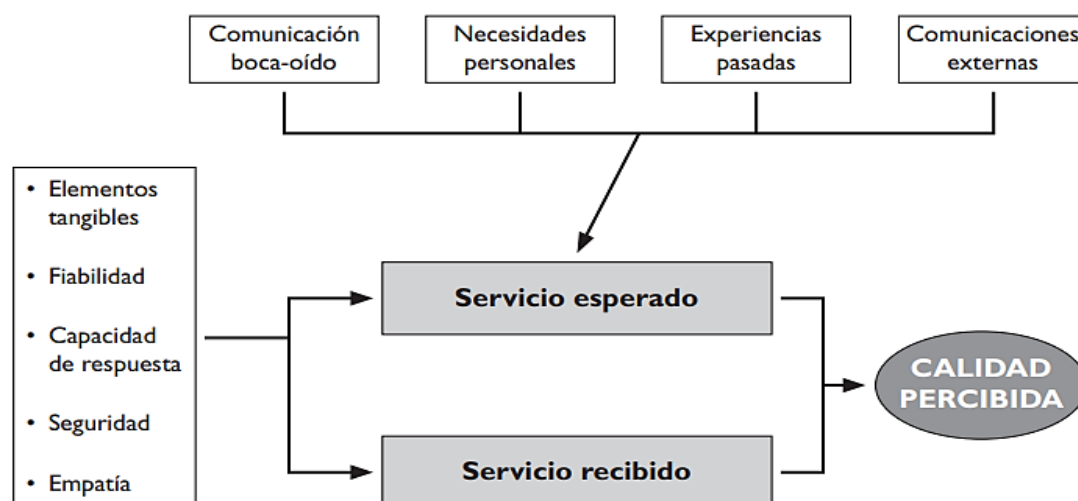 Comunicación
boca-oído
Necesidades
personales
Experiencias
pasadas
Comunicaciones
externas
• Elementos
tangibles
• Fiabilidad
• Capacidad
de respuesta
• Seguridad
• Empatía
Servicio esperado
Servicio recibido
CALIDAD
PERCIBIDA